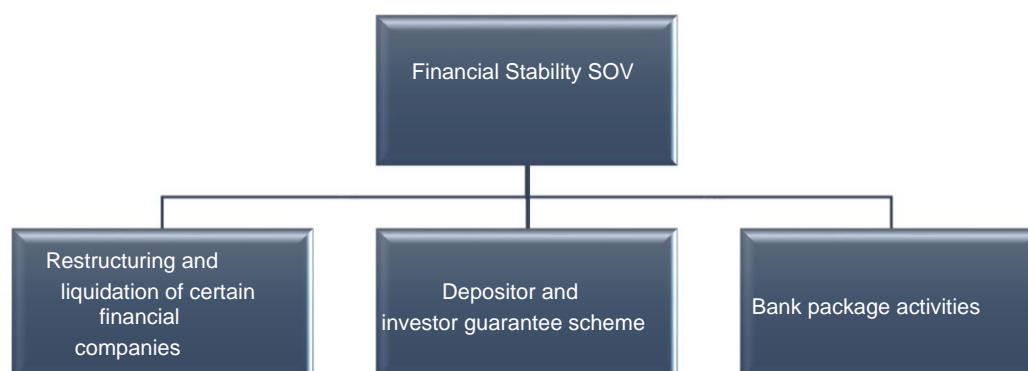 Financial Stability SOV
Restructuring and
liquidation of certain
financial
companies
Depositor and
investor guarantee scheme
Bank package activities